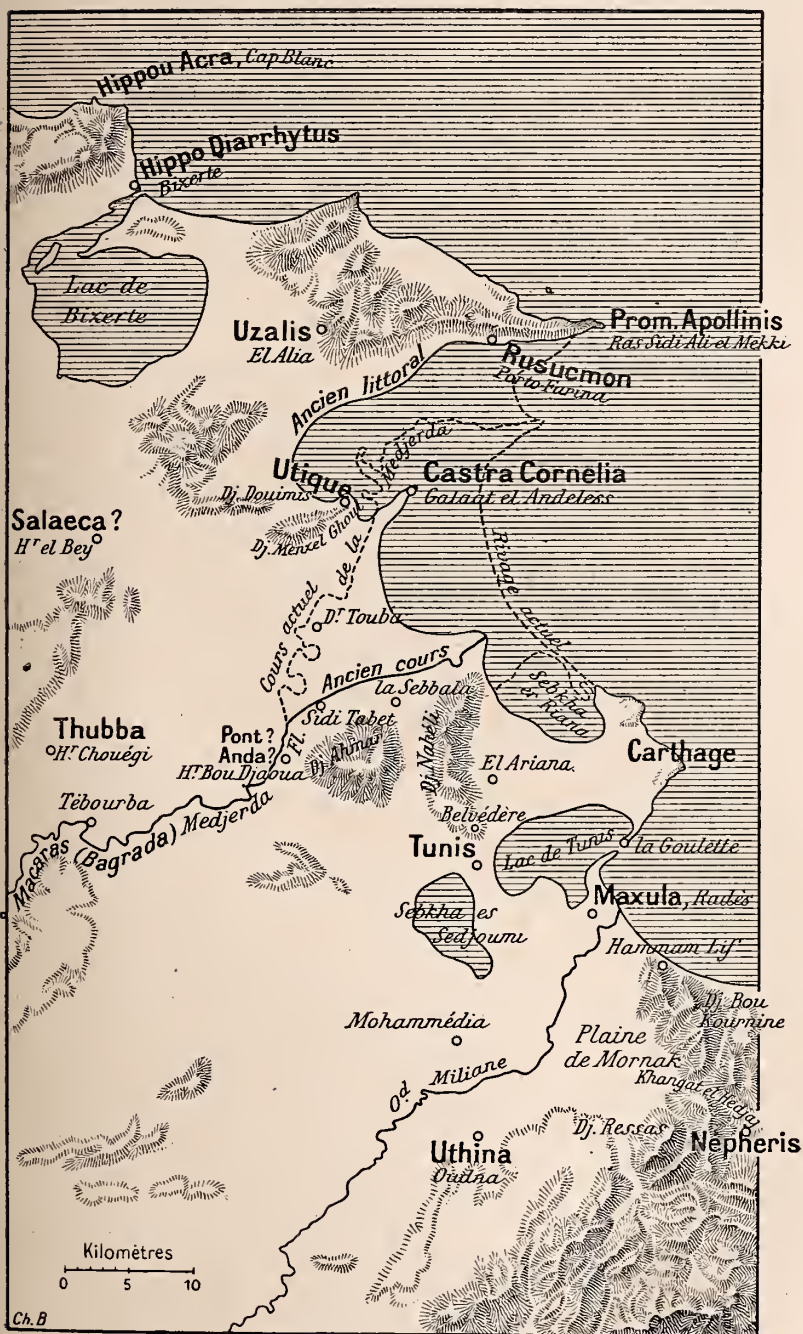 Hippou Acra, Cap Blanc
Hippo Diarrhytus
Bizerte
Lac de
Bizerte
Uzalis
El Alia
Prom. Apollinis
Ras Sidi Ali el Mekki
Rusucmon
Porto-Farina
Ancien littoral
Utique
Dj. Douimis
Dj. Menzel Ghoul
Castra Cornelia
Galaat el Andeless
Salaeca?
Hr el Bey
Cours actuel de la Medjerda
Rivage actuel
Dr Touba
Ancien cours
la Sebbala
Sebkha
er Riana
Sidi Tabet
Thubba
Hr Chouégi
Pont?
Anda?
Fl.
Hr Bou Djaoua
Dj. Ahmar
Dj. Nahéli
El Ariana
Carthage
Tébourba
Macaras (Bagrada) Medjerda
Belvédère
Tunis
Lac de Tunis
la Goulette
Sebkha es
Sedjoumi
Maxula, Radès
Hammam Lif
Dj. Bou
Kournine
Mohammédia
Plaine
de Mornak
Od Miliane
Khangat el Hedjaj
Dj. Ressas
Uthina
Oudna
Népheris
Kilomètres
0 5 10
Ch. B